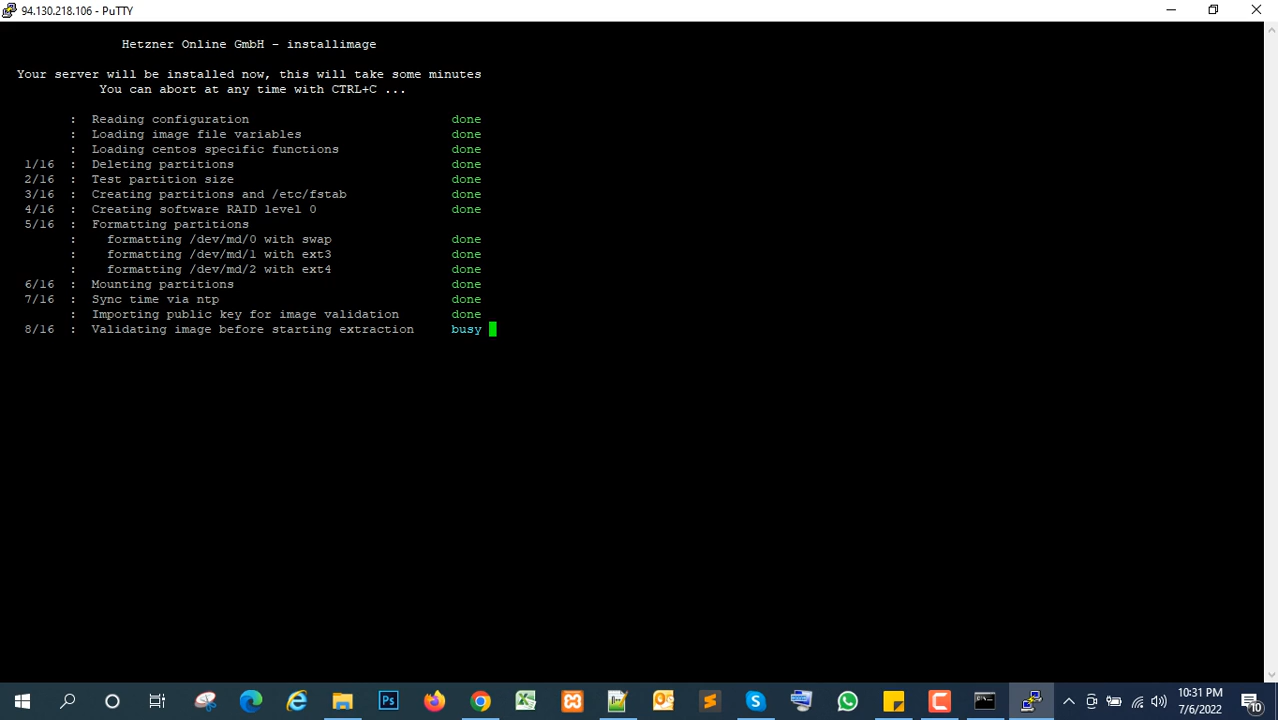 94.130.218.106 - PuTTY
Hetzner Online GmbH - installimage
Your server will be installed now, this will take some minutes
You can abort at any time with CTRL+C ...
: Reading configuration done
: Loading image file variables done
: Loading centos specific functions done
1/16 : Deleting partitions done
2/16 : Test partition size done
3/16 : Creating partitions and /etc/fstab done
4/16 : Creating software RAID level 0 done
5/16 : Formatting partitions
: formatting /dev/md/0 with swap done
: formatting /dev/md/1 with ext3 done
: formatting /dev/md/2 with ext4 done
6/16 : Mounting partitions done
7/16 : Sync time via ntp done
: Importing public key for image validation done
8/16 : Validating image before starting extraction busy
Ps
10:31 PM
7/6/2022
10